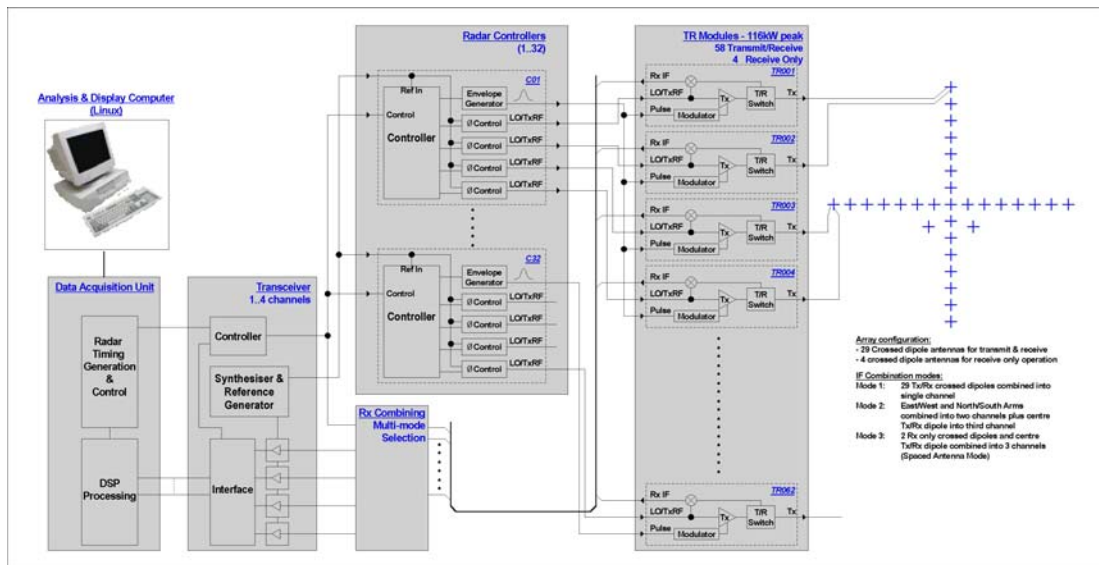 Analysis & Display Computer
(Linux)
Data Acquisition Unit
Radar
Timing
Generation
&
Control
DSP
Processing
Transceiver
1..4 channels
Controller
Synthesiser &
Reference
Generator
Interface
Radar Controllers
(1..32)
C01
Ref In
Control
Controller
Envelope
Generator
ØControl
LO/TxRF
ØControl
LO/TxRF
ØControl
LO/TxRF
ØControl
LO/TxRF
C32
Ref In
Control
Controller
Envelope
Generator
ØControl
LO/TxRF
ØControl
LO/TxRF
ØControl
LO/TxRF
ØControl
LO/TxRF
Rx Combining
Multi-mode
Selection
TR Modules - 116kW peak
58 Transmit/Receive
4 Receive Only
TR001
Rx IF
LO/TxRF
Pulse
Modulator
Tx
T/R
Switch
Tx
TR002
Rx IF
LO/TxRF
Pulse
Modulator
Tx
T/R
Switch
Tx
TR003
Rx IF
LO/TxRF
Pulse
Modulator
Tx
T/R
Switch
Tx
TR004
Rx IF
LO/TxRF
Pulse
Modulator
Tx
T/R
Switch
Tx
TR062
Rx IF
LO/TxRF
Pulse
Modulator
Tx
T/R
Switch
Tx
Array configuration:
- 29 Crossed dipole antennas for transmit & receive
- 4 crossed dipole antennas for receive only operation
IF Combination modes:
Mode 1: 29 Tx/Rx crossed dipoles combined into
single channel
Mode 2: East/West and North/South Arms
combined into two channels plus centre
Tx/Rx dipole into third channel
Mode 3: 2 Rx only crossed dipoles and centre
Tx/Rx dipole combined into 3 channels
(Spaced Antenna Mode)